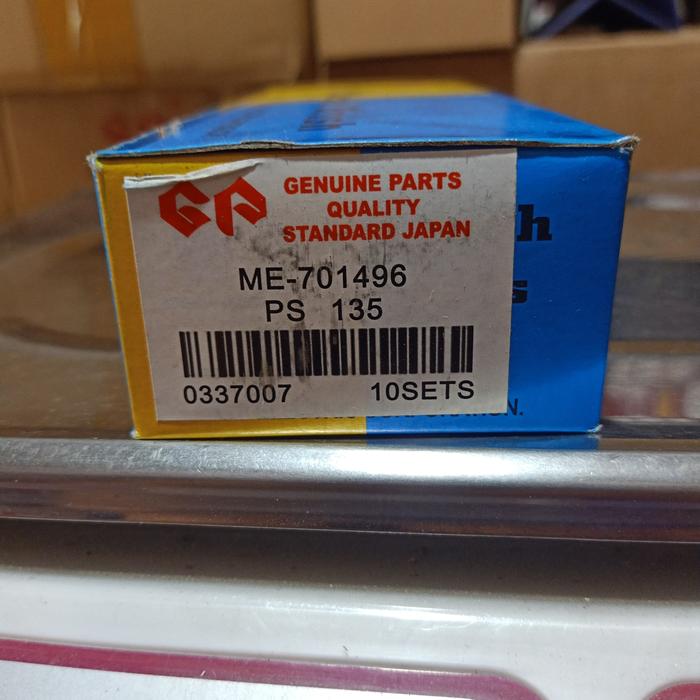 GP
GENUINE PARTS
QUALITY
STANDARD JAPAN
ME-701496
PS 135
0337007 10SETS